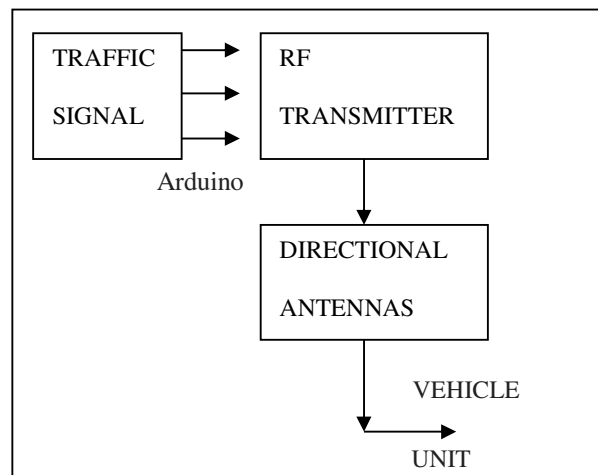 TRAFFIC
SIGNAL
RF
TRANSMITTER
Arduino
DIRECTIONAL
ANTENNAS
VEHICLE
UNIT